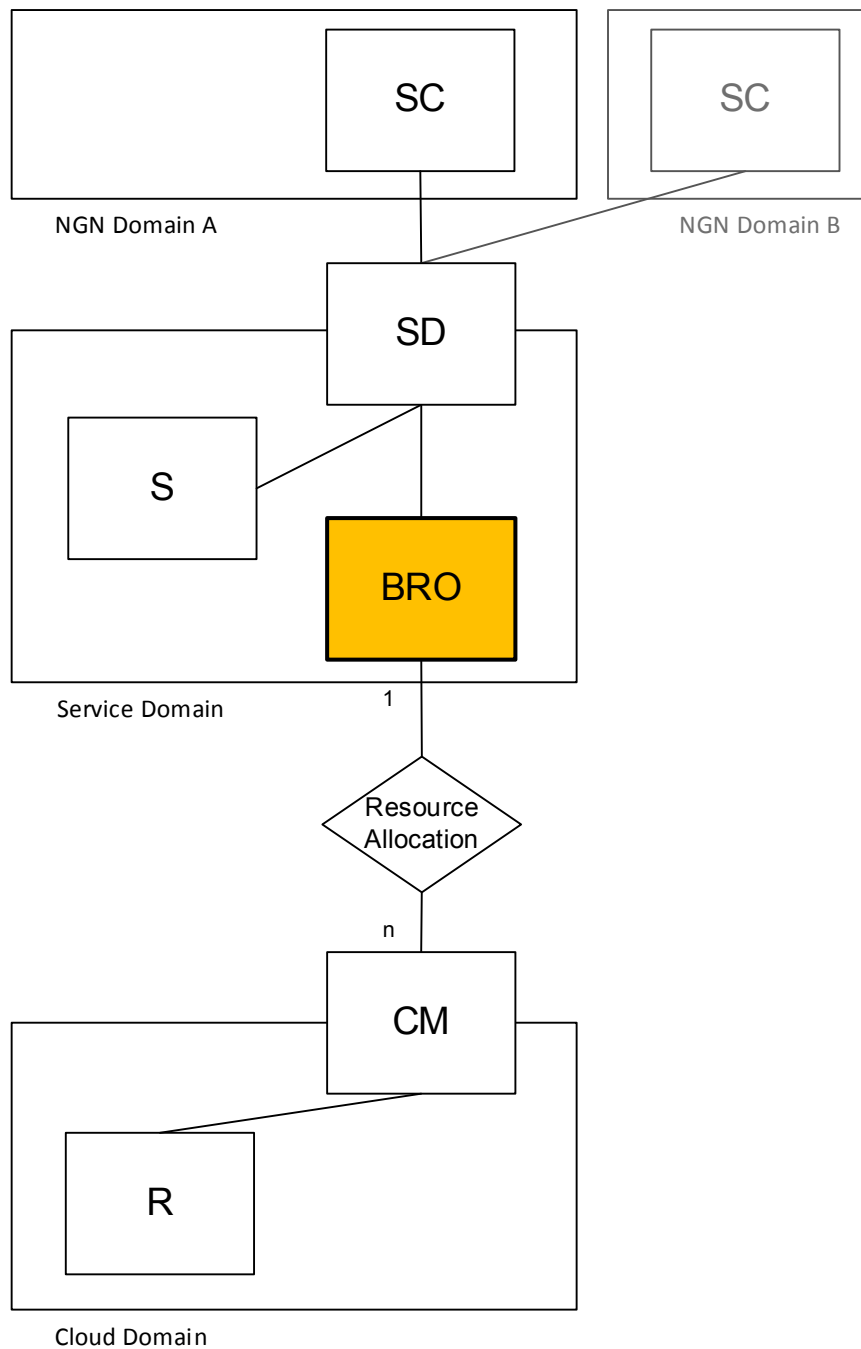 SC
SC
NGN Domain A
NGN Domain B
SD
S
BRO
Service Domain
1
Resource
Allocation
n
CM
R
Cloud Domain